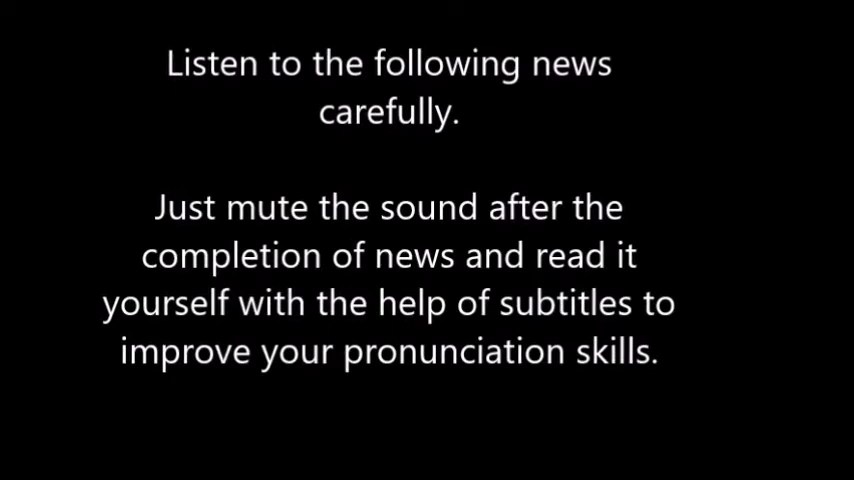 Listen to the following news
carefully.
Just mute the sound after the
completion of news and read it
yourself with the help of subtitles to
improve your pronunciation skills.